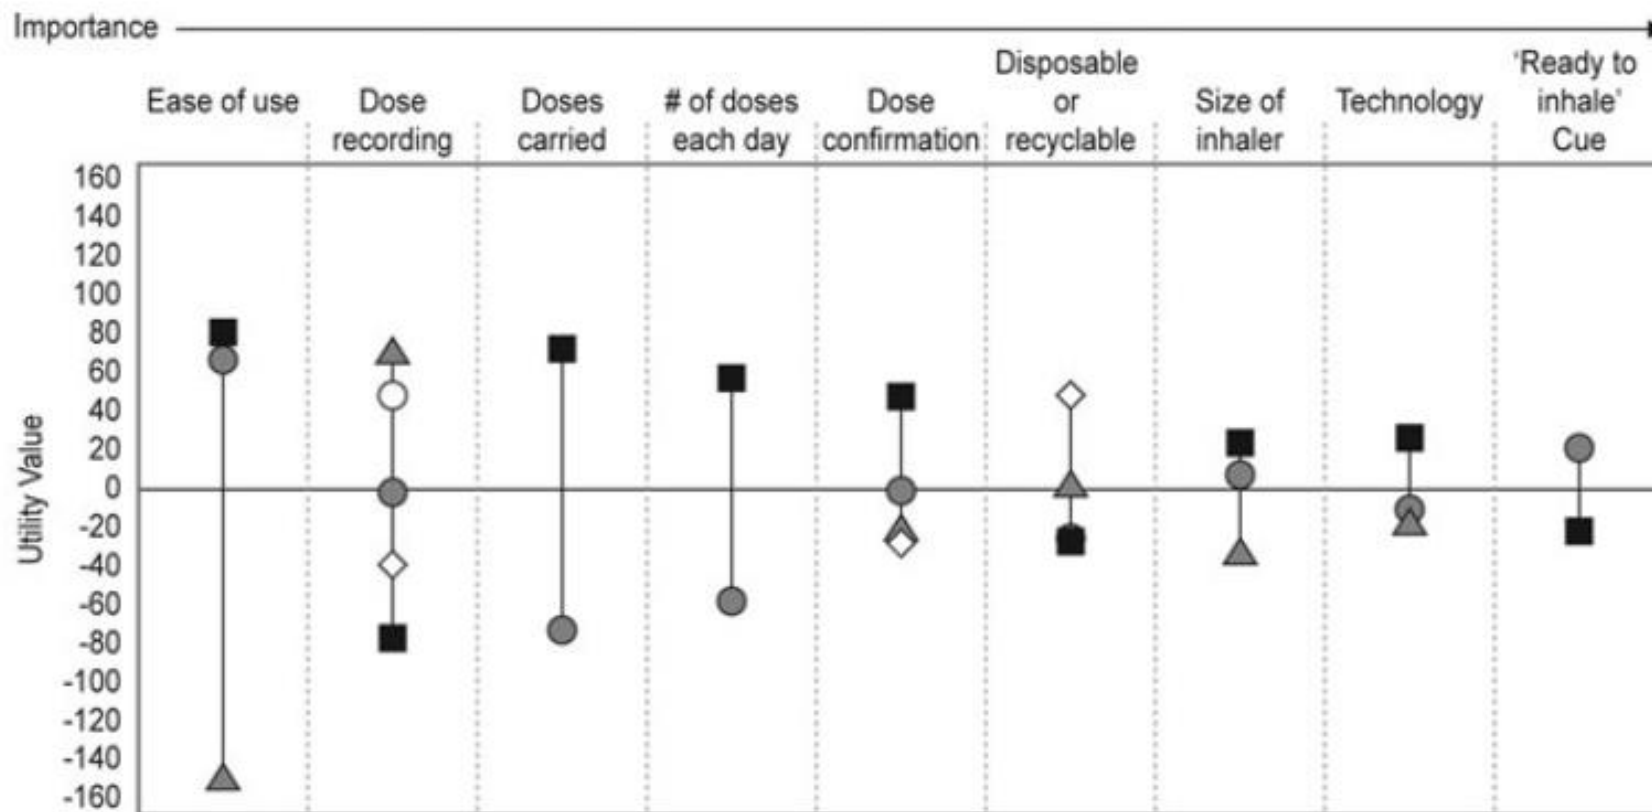 Importance
Ease of use
Dose
recording
Doses
carried
# of doses
each day
Dose
confirmation
Disposable
or
recyclable
Size of
inhaler
Technology
'Ready to
inhale'
Cue
Utility Value
160
140
120
100
80
60
40
20
0
-20
-40
-60
-80
-100
-120
-140
-160